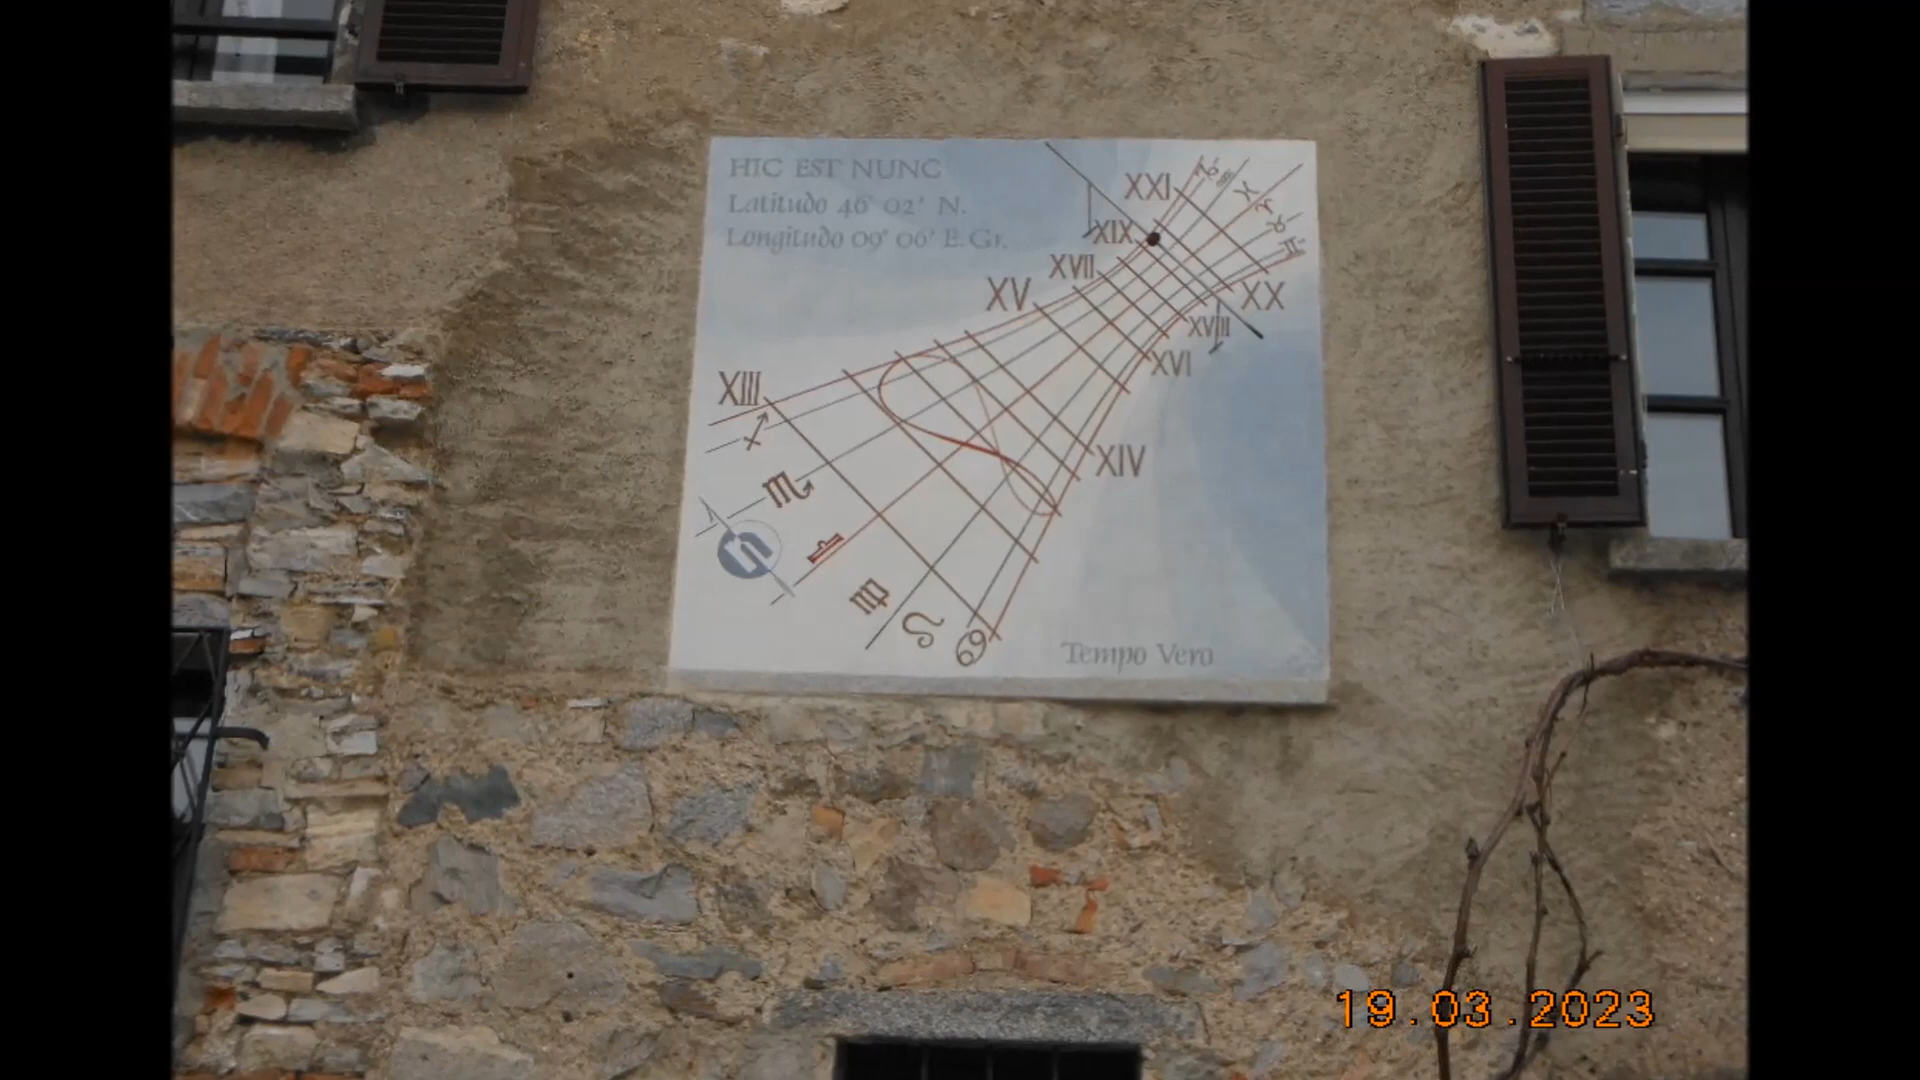 HIC EST NUNC
Latitudo 46° 02' N.
Longitudo 09° 06' E. Gr.
XXI
XIX
XVII
XV
XX
XVIII
XVI
XIII
XIV
Tempo Vero
19.03.2023